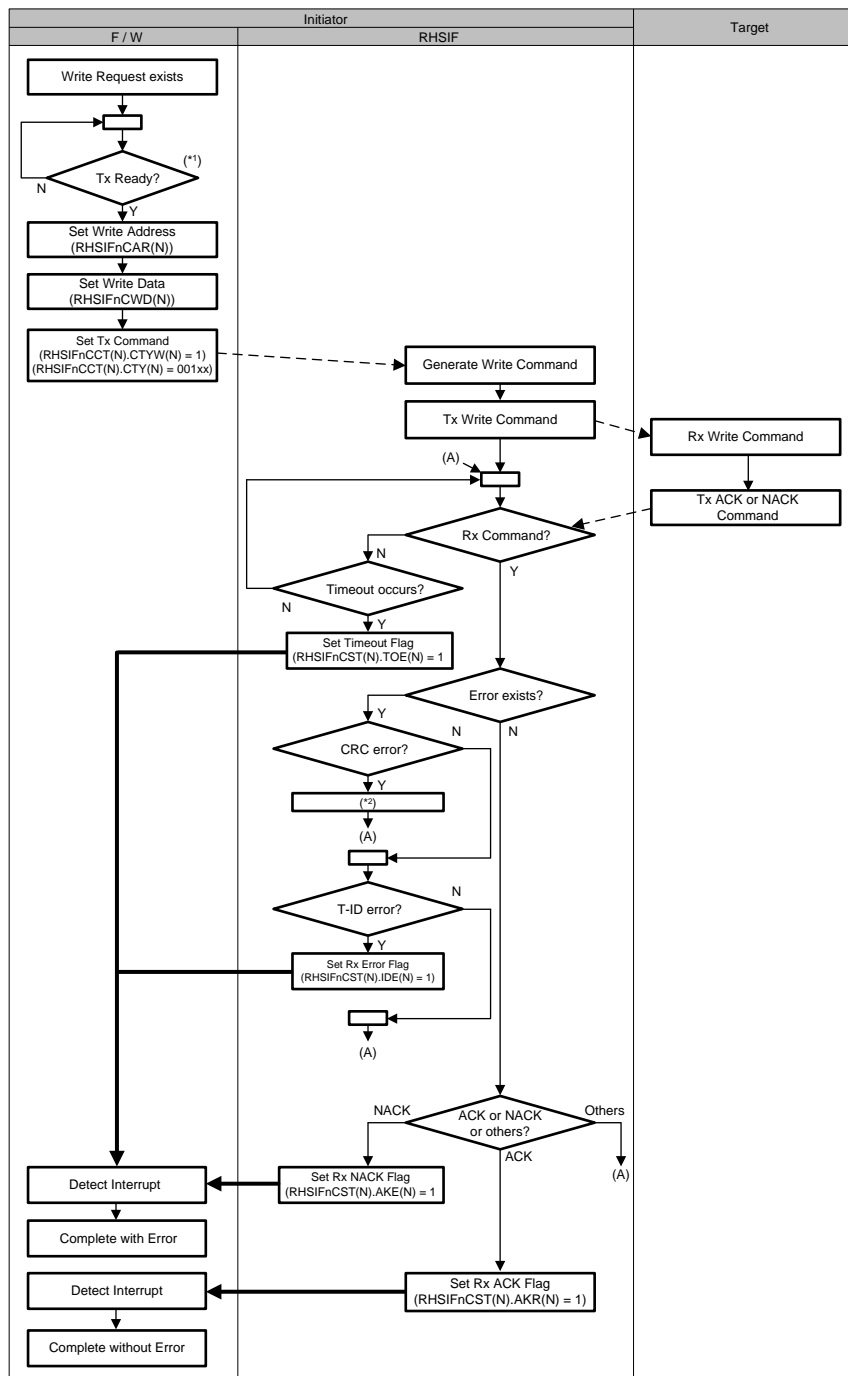 Initiator
Target
F / W
RHSIF
Write Request exists
(*1)
Tx Ready?
N
Y
Set Write Address
(RHSIFnCAR(N))
Set Write Data
(RHSIFnCWD(N))
Set Tx Command
(RHSIFnCCT(N).CTYW(N) = 1)
(RHSIFnCCT(N).CTY(N) = 001xx)
Generate Write Command
Tx Write Command
Rx Write Command
(A)
Tx ACK or NACK
Command
Rx Command?
N
Y
Timeout occurs?
N
Y
Set Timeout Flag
(RHSIFnCST(N).TOE(N) = 1
Error exists?
Y
N
CRC error?
N
Y
(*2)
(A)
T-ID error?
N
Y
Set Rx Error Flag
(RHSIFnCST(N).IDE(N) = 1)
(A)
NACK
ACK or NACK
or others?
Others
ACK
(A)
Set Rx NACK Flag
(RHSIFnCST(N).AKE(N) = 1
Detect Interrupt
Complete with Error
Set Rx ACK Flag
(RHSIFnCST(N).AKR(N) = 1)
Detect Interrupt
Complete without Error